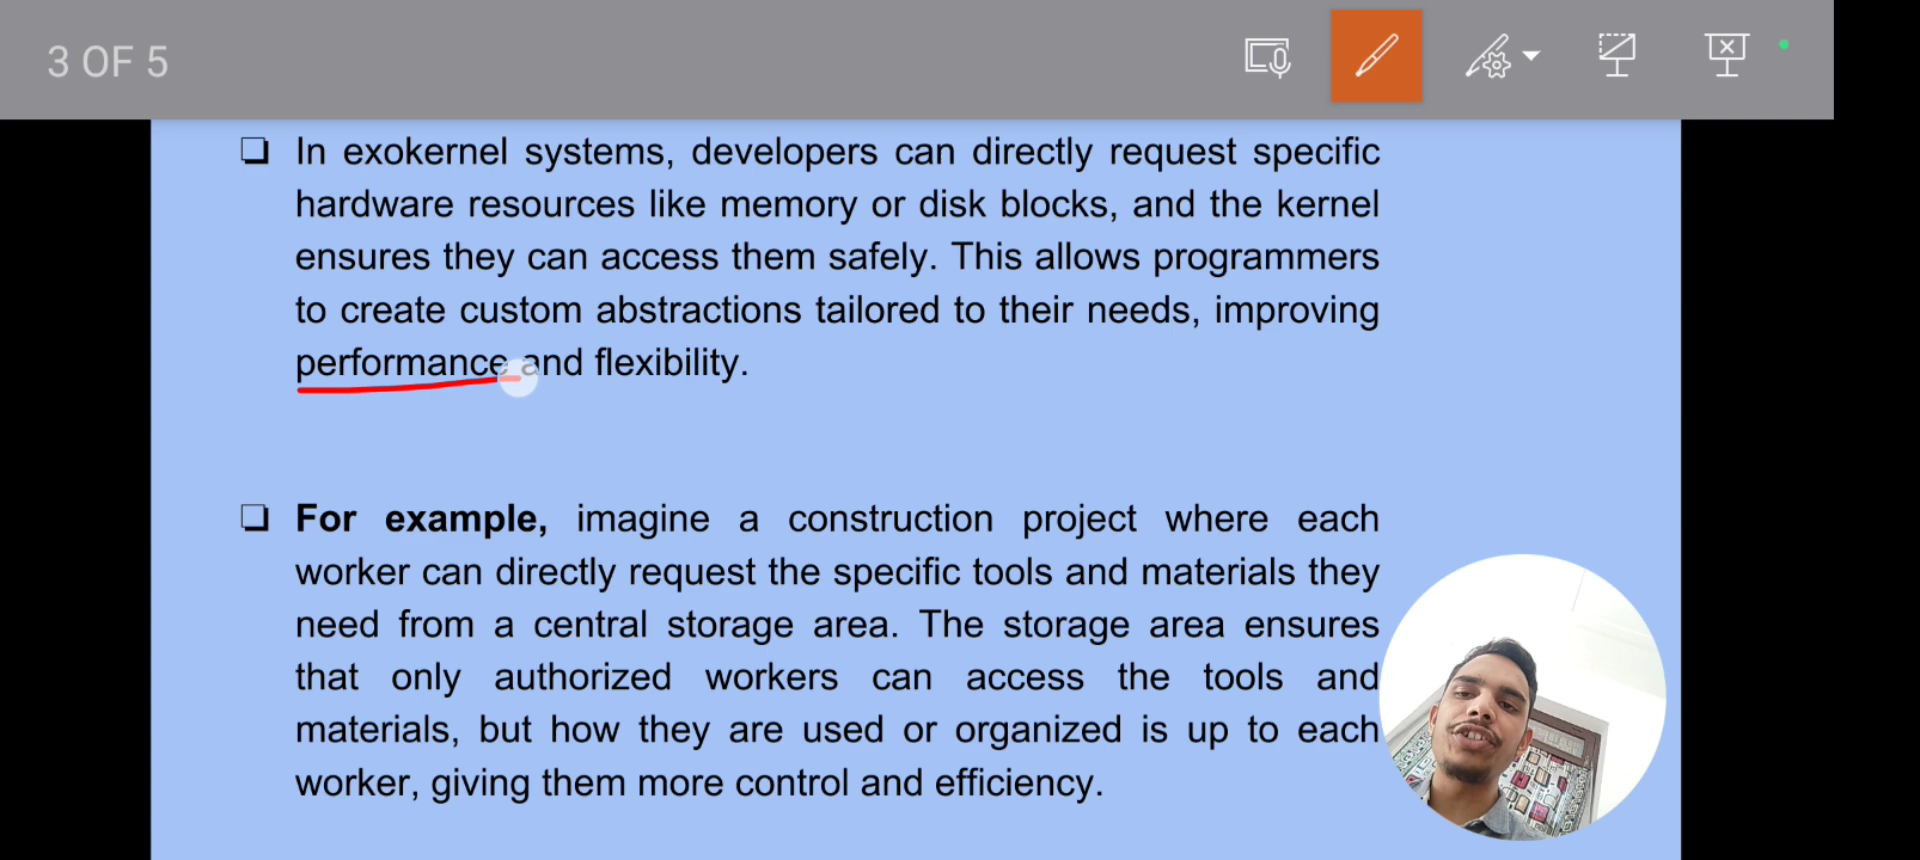 3 OF 5
In exokernel systems, developers can directly request specific
hardware resources like memory or disk blocks, and the kernel
ensures they can access them safely. This allows programmers
to create custom abstractions tailored to their needs, improving
performance and flexibility.
For example, imagine a construction project where each
worker can directly request the specific tools and materials they
need from a central storage area. The storage area ensures
that only authorized workers can access the tools and
materials, but how they are used or organized is up to each
worker, giving them more control and efficiency.